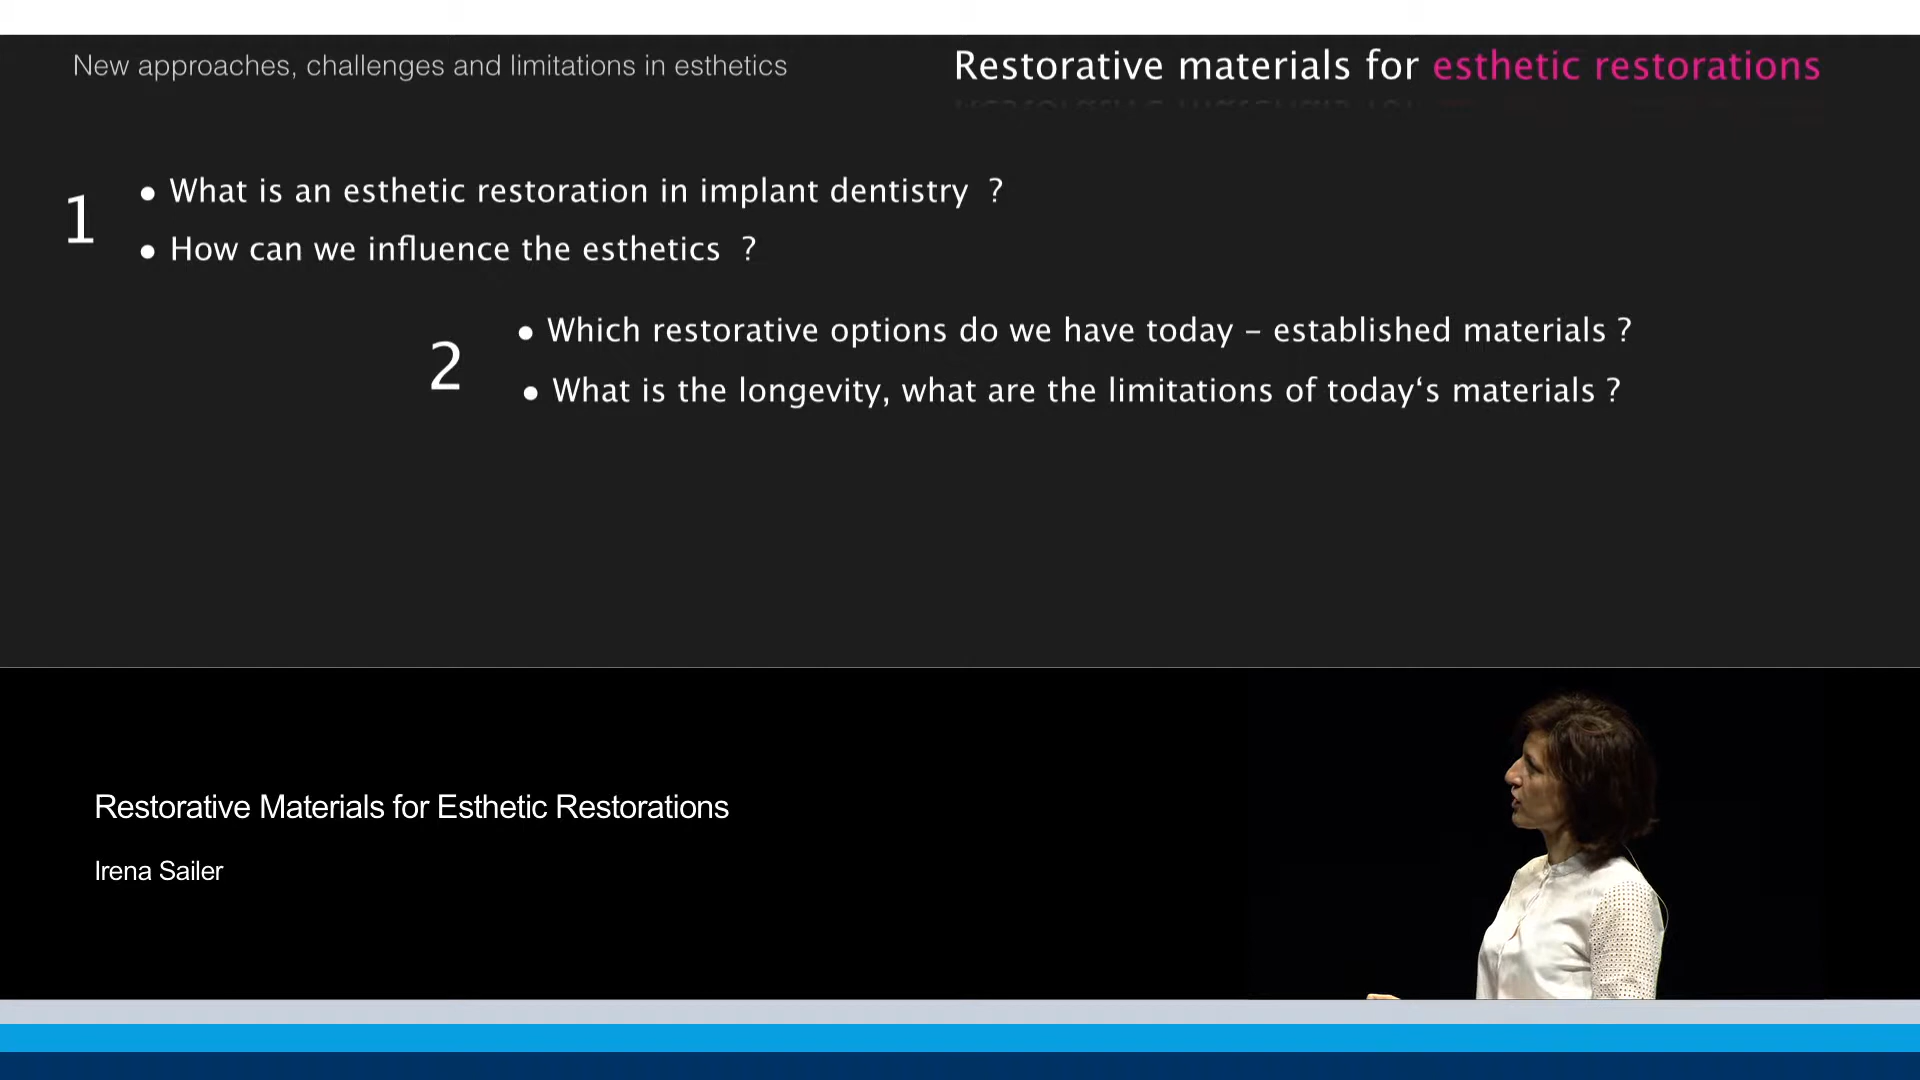 New approaches, challenges and limitations in esthetics
Restorative materials for esthetic restorations
1
• What is an esthetic restoration in implant dentistry ?
• How can we influence the esthetics ?
2
• Which restorative options do we have today – established materials ?
• What is the longevity, what are the limitations of today‘s materials ?
Restorative Materials for Esthetic Restorations
Irena Sailer